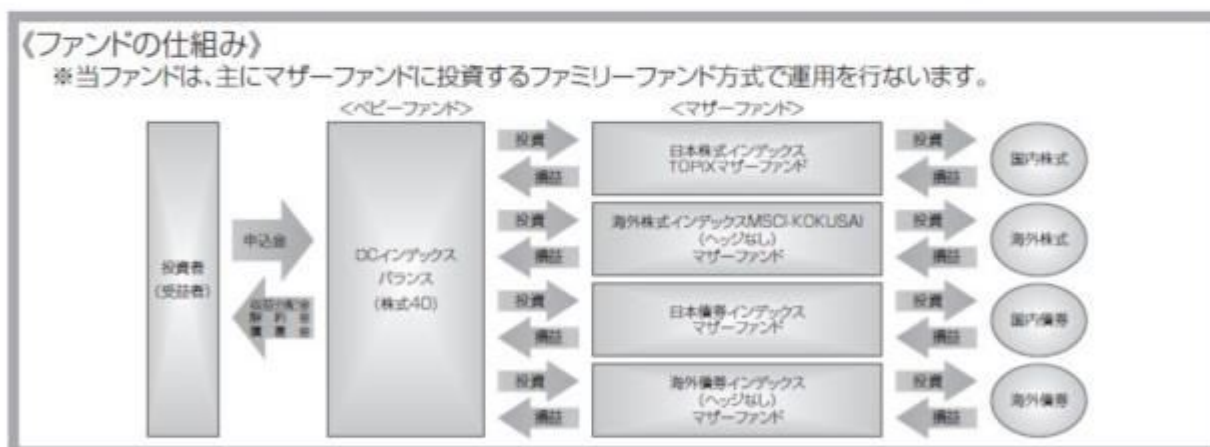 《ファンドの仕組み》
※当ファンドは、主にマザーファンドに投資するファミリーファンド方式で運用を行ないます。
<ベビーファンド>
<マザーファンド>
投資者
(受益者)
申込金
収益分配金
解約金
償還金
DCインデックス
バランス
(株式40)
投資
損益
日本株式インデックス
TOPIXマザーファンド
投資
損益
国内株式
投資
損益
海外株式インデックスMSCI-KOKUSAI
(ヘッジなし)
マザーファンド
投資
損益
海外株式
投資
損益
日本債券インデックス
マザーファンド
投資
損益
国内債券
投資
損益
海外債券インデックス
(ヘッジなし)
マザーファンド
投資
損益
海外債券